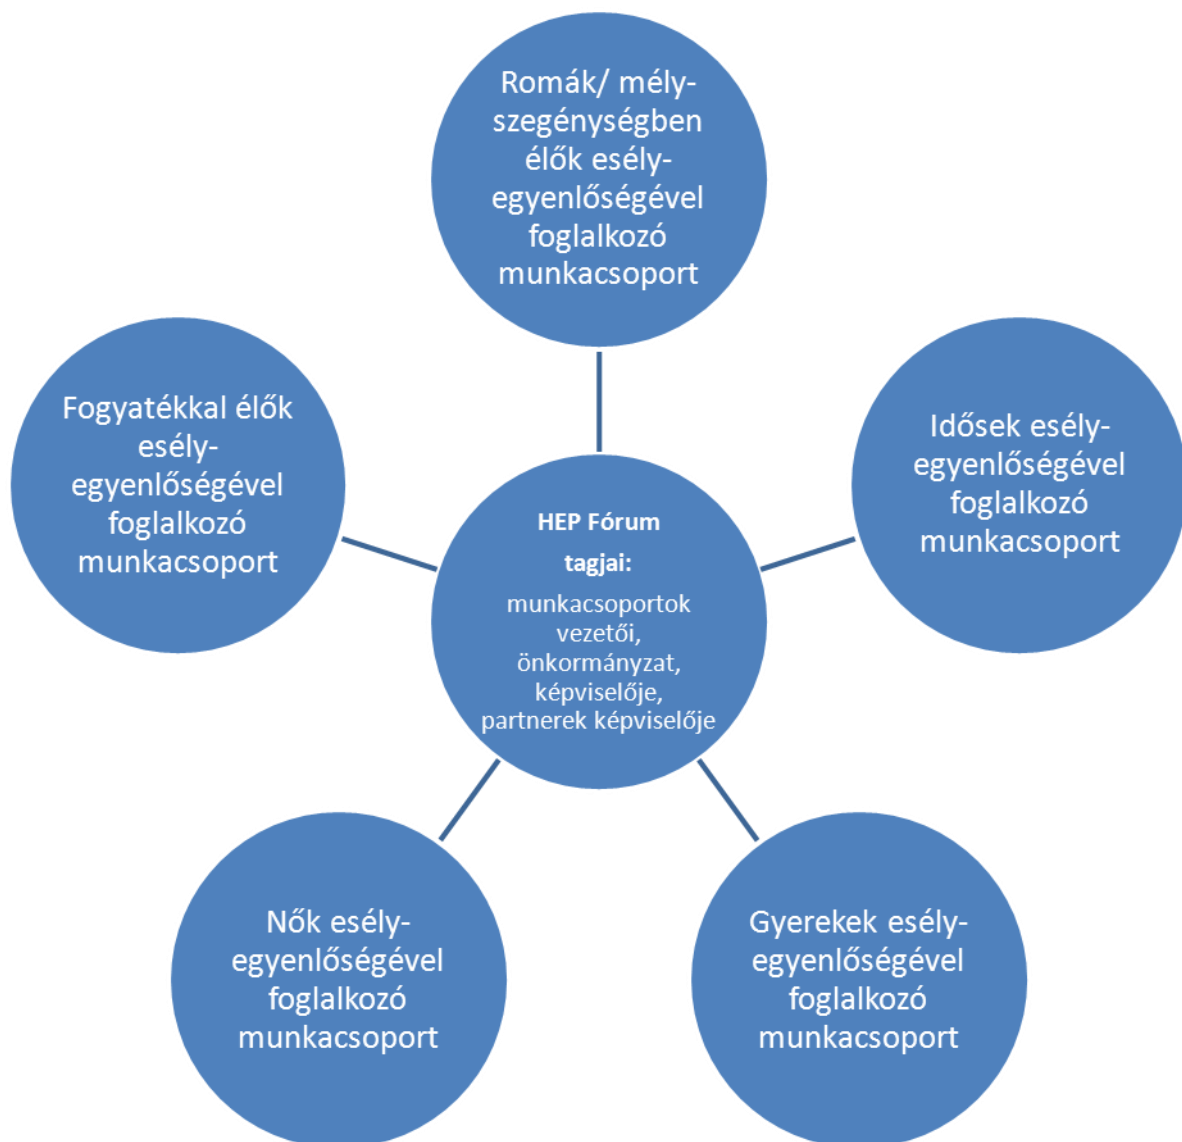 Romák/ mély-
szegénységben
élők esély-
egyenlőségével
foglalkozó
munkacsoport
Fogyatékkal élők
esély-
egyenlőségével
foglalkozó
munkacsoport
Idősek esély-
egyenlőségével
foglalkozó
munkacsoport
HEP Fórum
tagjai:
munkacsoportok
vezetői,
önkormányzat,
képviselője,
partnerek képviselője
Nők esély-
egyenlőségével
foglalkozó
munkacsoport
Gyerekek esély-
egyenlőségével
foglalkozó
munkacsoport